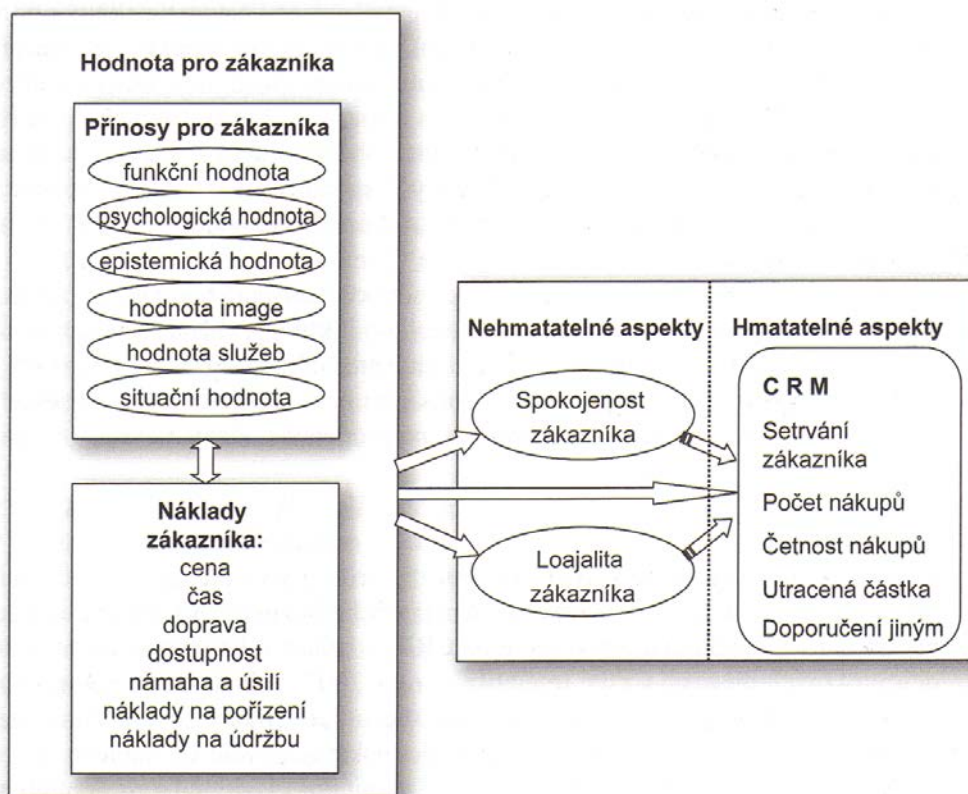 Hodnota pro zákazníka
Přínosy pro zákazníka
funkční hodnota
psychologická hodnota
epistemická hodnota
hodnota image
hodnota služeb
situační hodnota
Náklady
zákazníka:
cena
čas
doprava
dostupnost
námaha a úsilí
náklady na pořízení
náklady na údržbu
Nehmatatelné aspekty
Spokojenost
zákazníka
Loajalita
zákazníka
Hmatatelné aspekty
C R M
Setrvání
zákazníka
Počet nákupů
Četnost nákupů
Utracená částka
Doporučení jiným